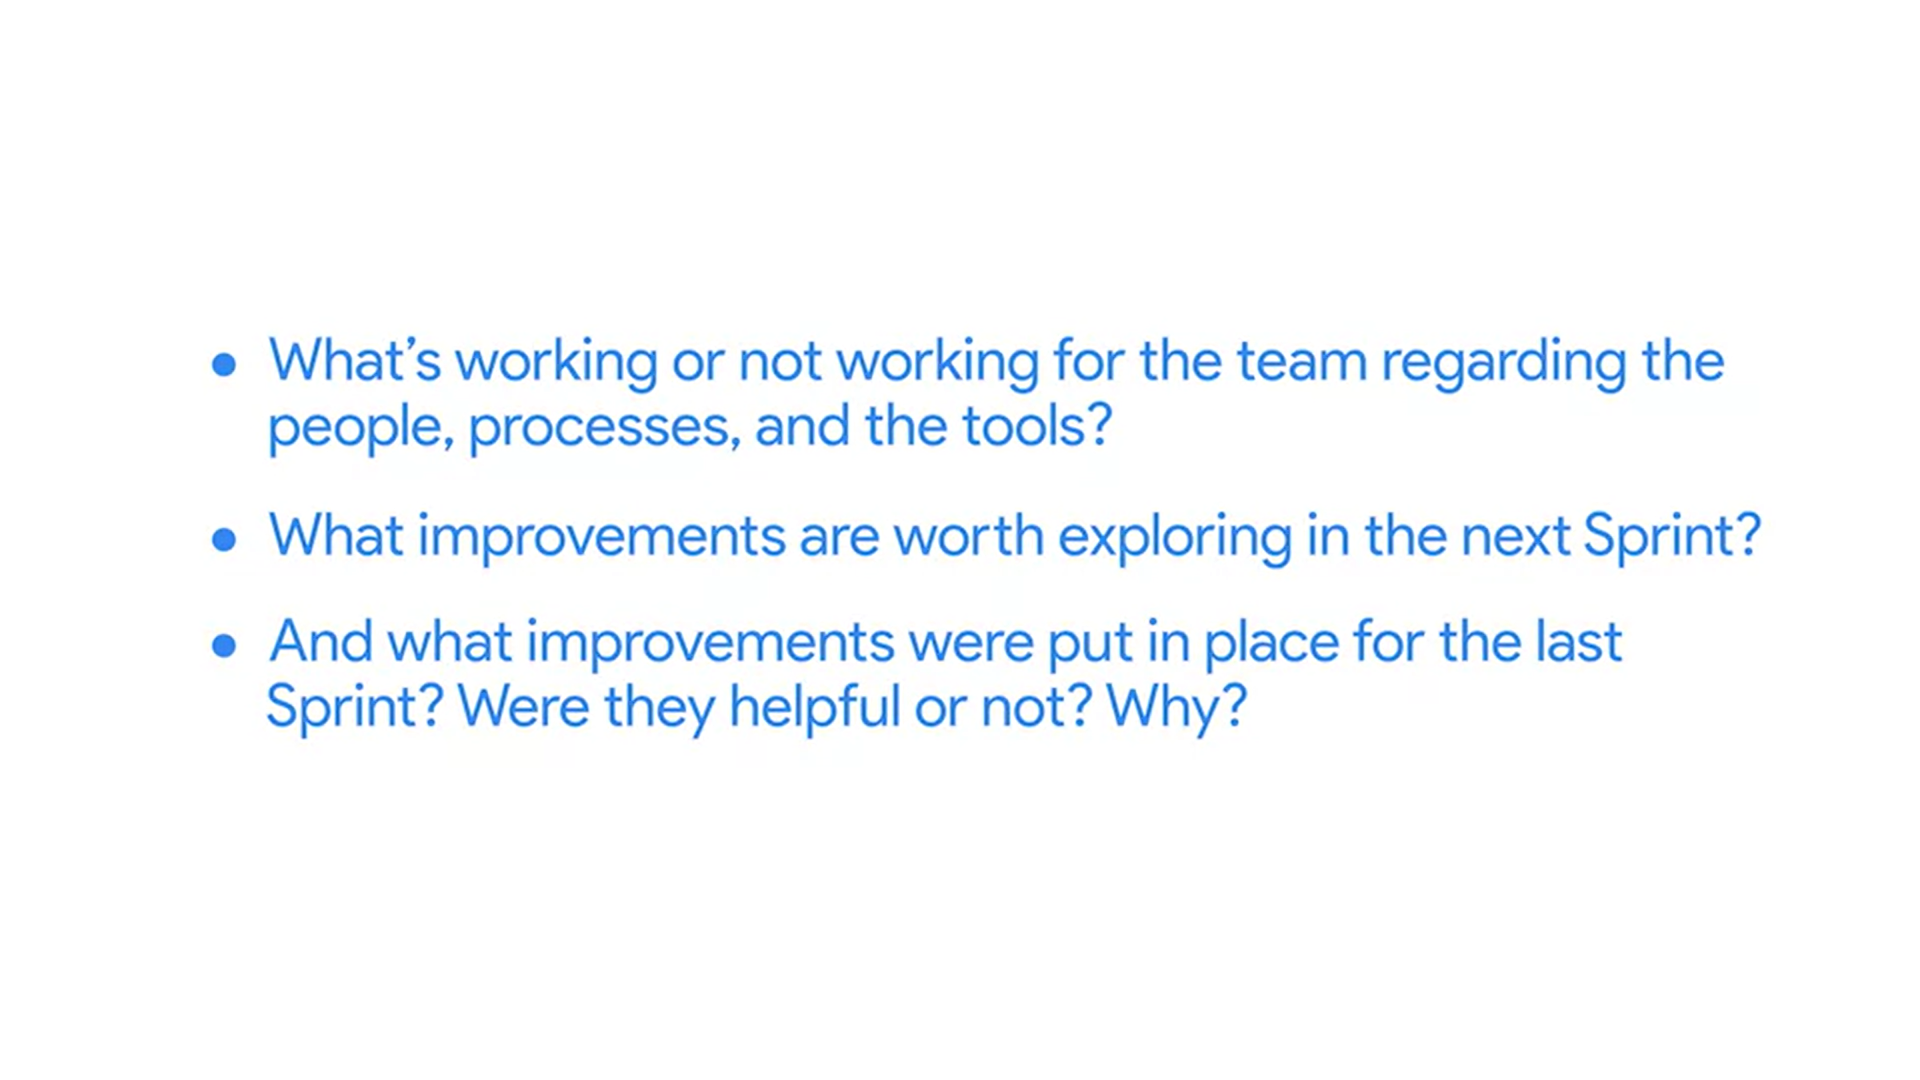 • What’s working or not working for the team regarding the
people, processes, and the tools?
• What improvements are worth exploring in the next Sprint?
• And what improvements were put in place for the last
Sprint? Were they helpful or not? Why?